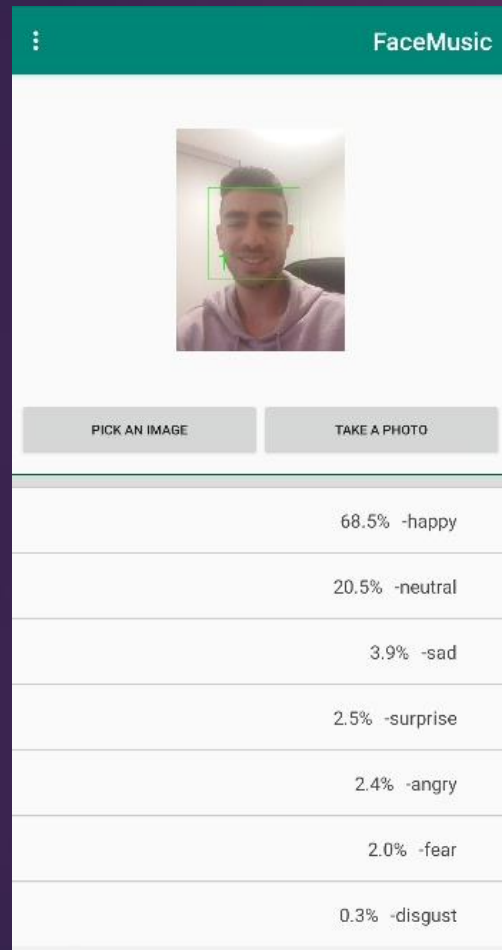 FaceMusic
1
PICK AN IMAGE
TAKE A PHOTO
68.5% -happy
20.5% -neutral
3.9% -sad
2.5% -surprise
2.4% -angry
2.0% -fear
0.3% -disgust